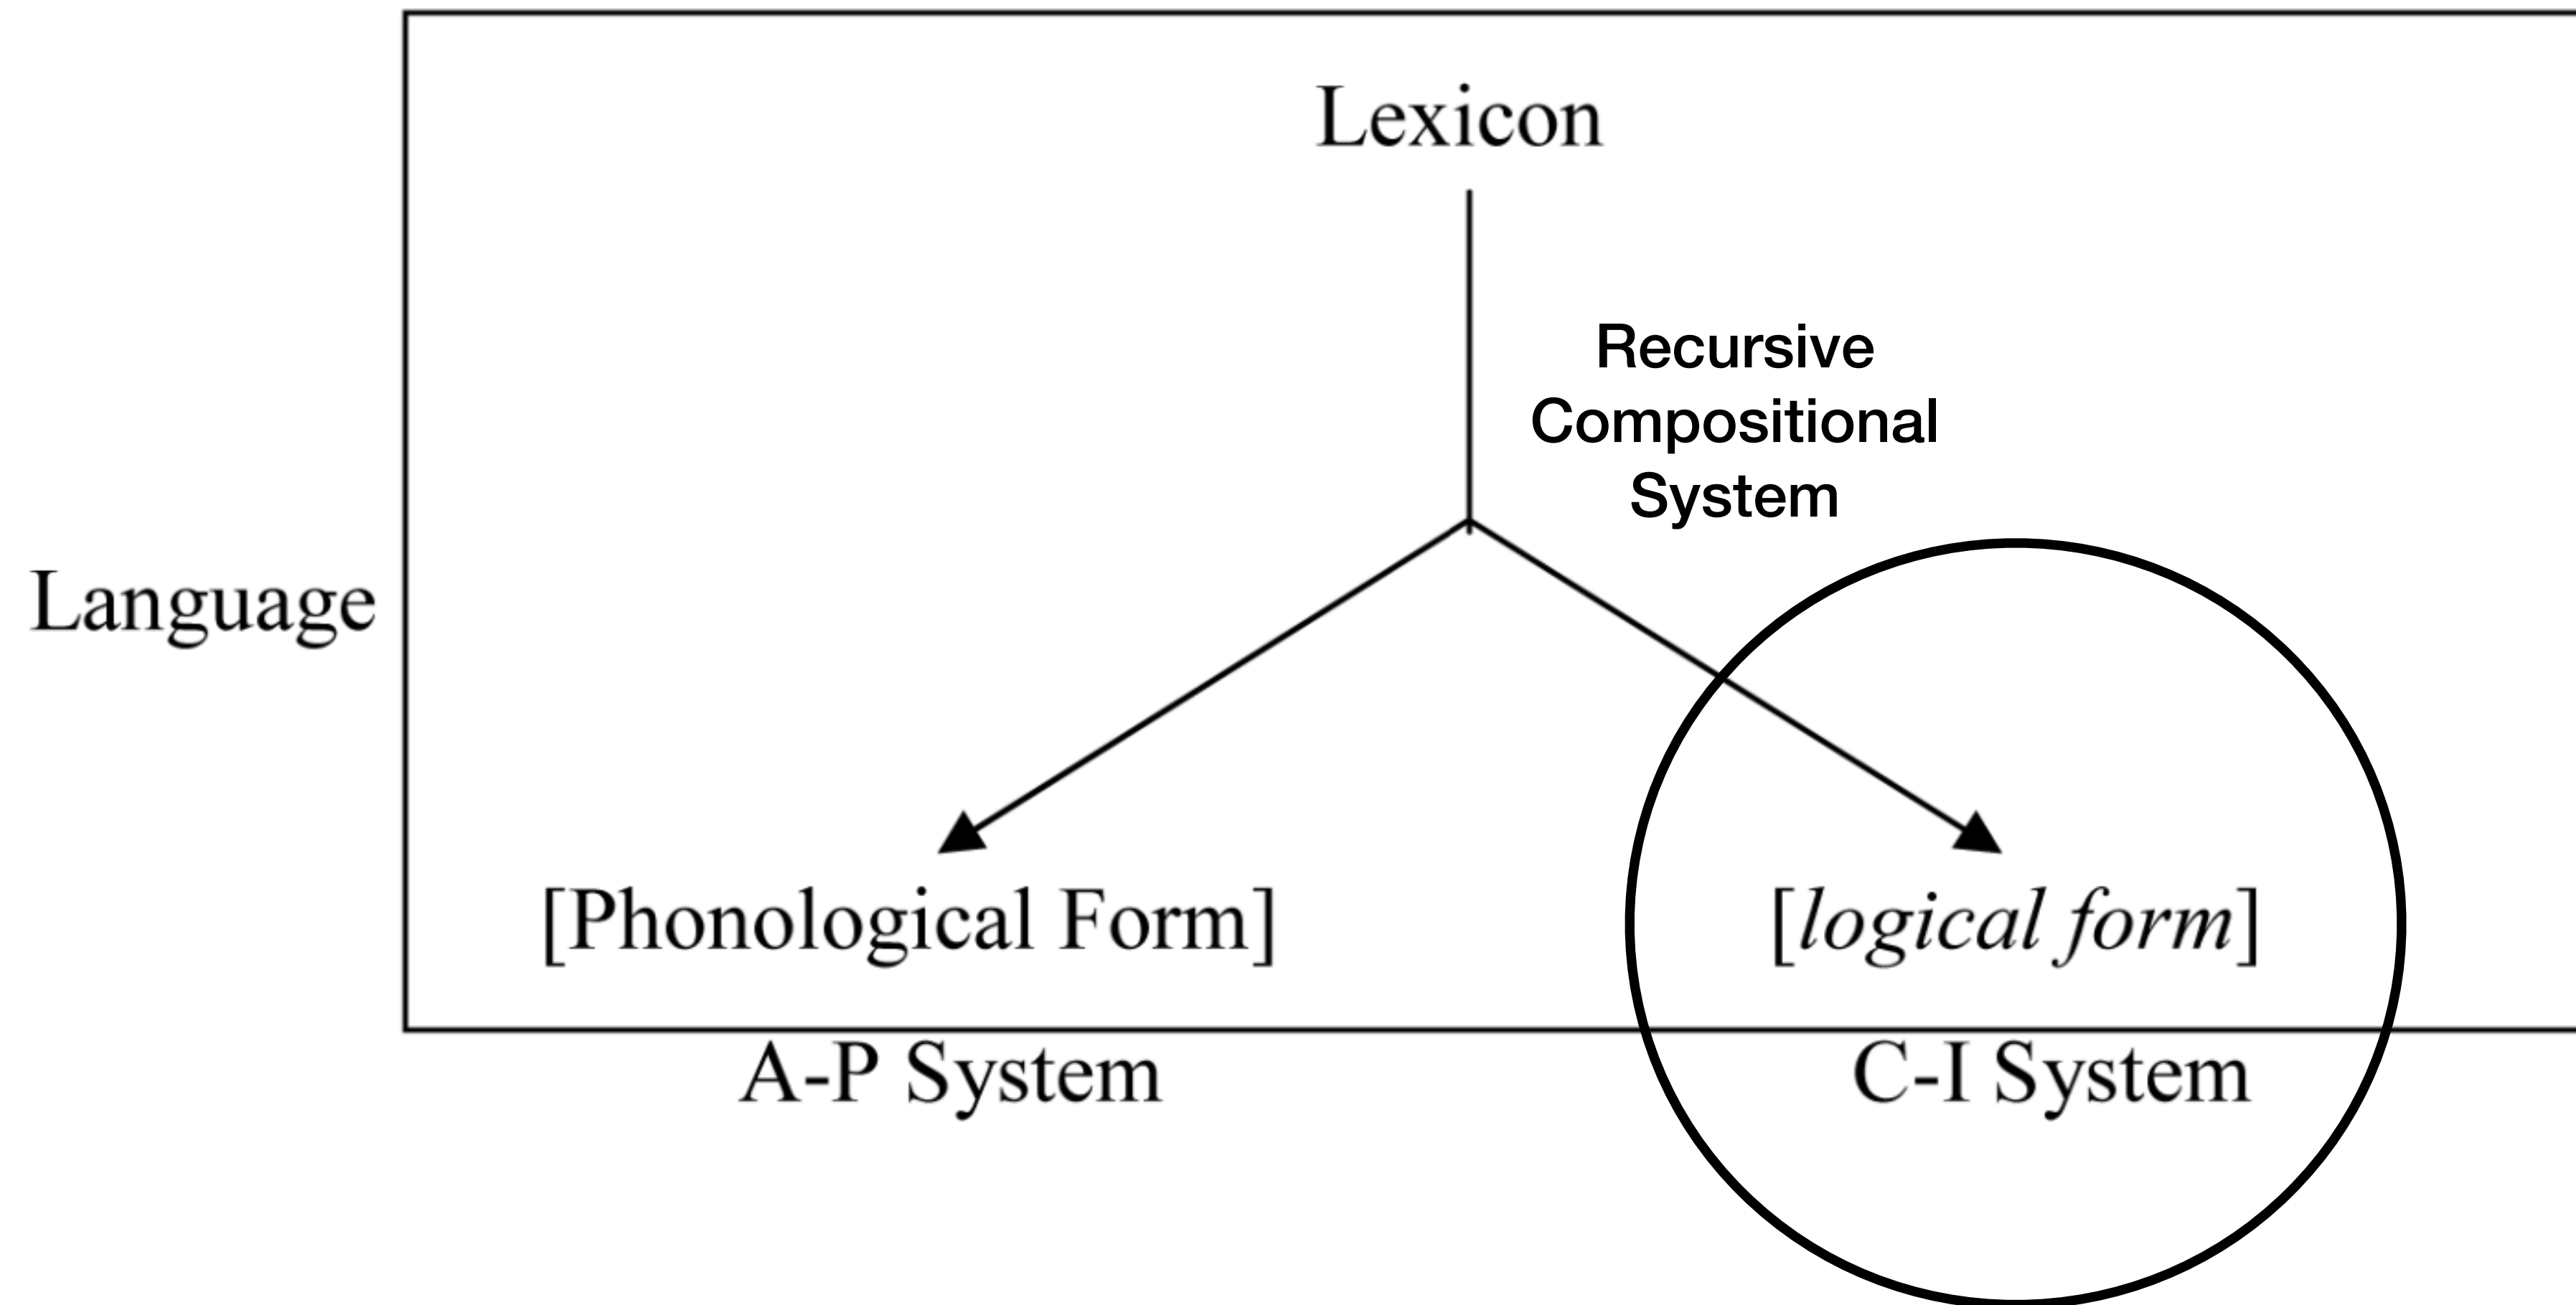 Lexicon
Recursive
Compositional
System
Language
[Phonological Form]
[logical form]
A-P System
C-I System